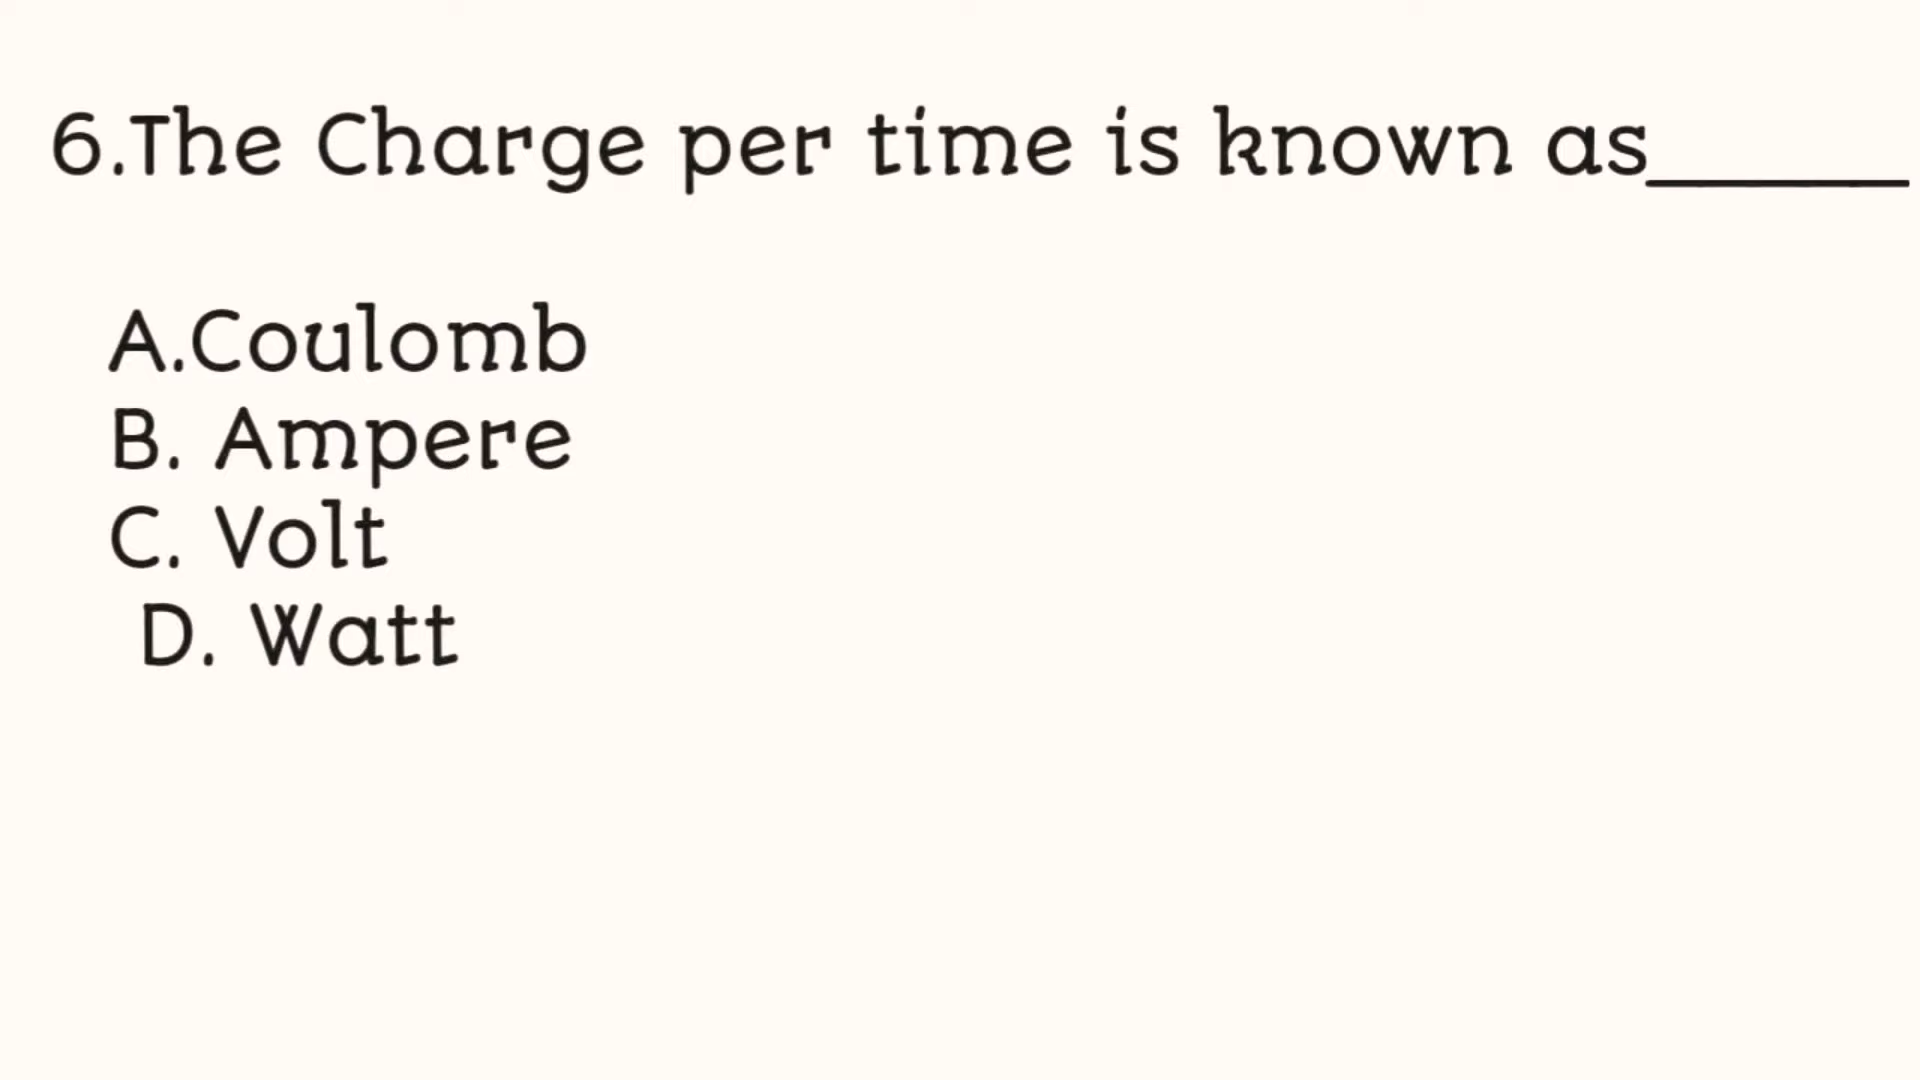 6.The Charge per time is known as______
A.Coulomb
B. Ampere
C. Volt
D. Watt